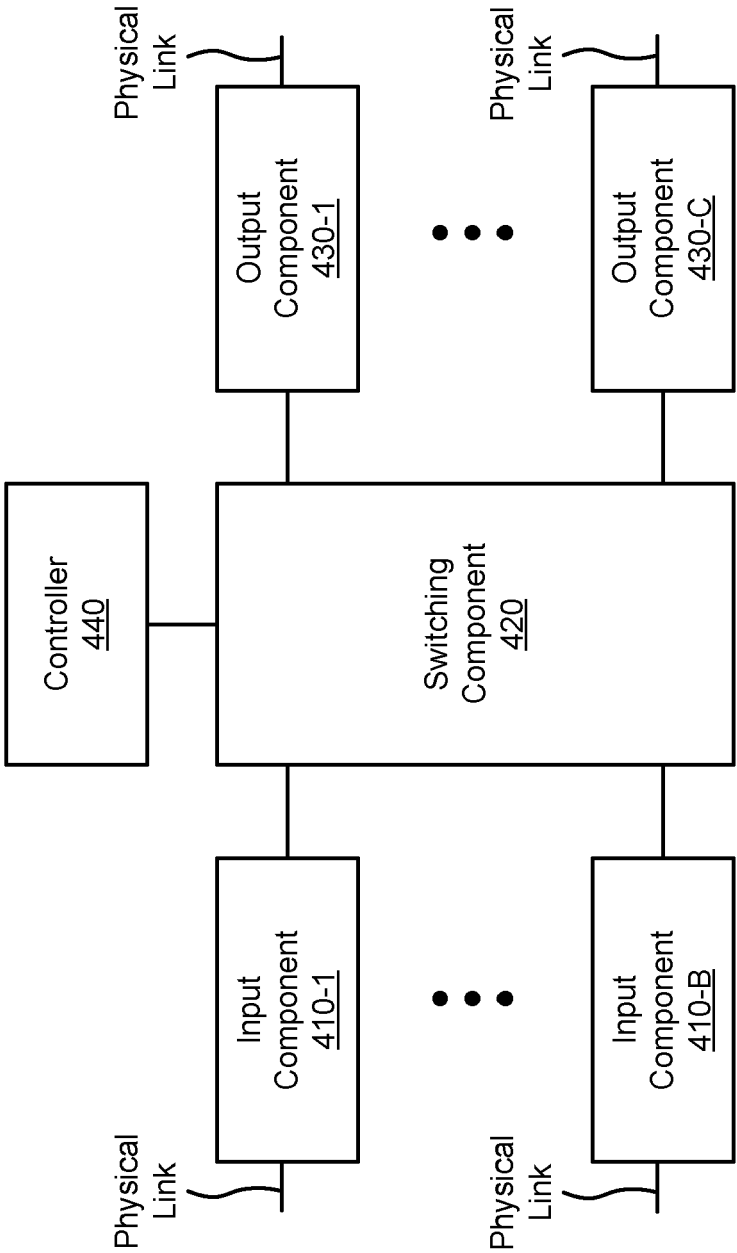 Controller
440
Physical
Link
Input
Component
410-1
Output
Component
430-1
Physical
Link
Switching
Component
420
Physical
Link
Input
Component
410-B
Output
Component
430-C
Physical
Link